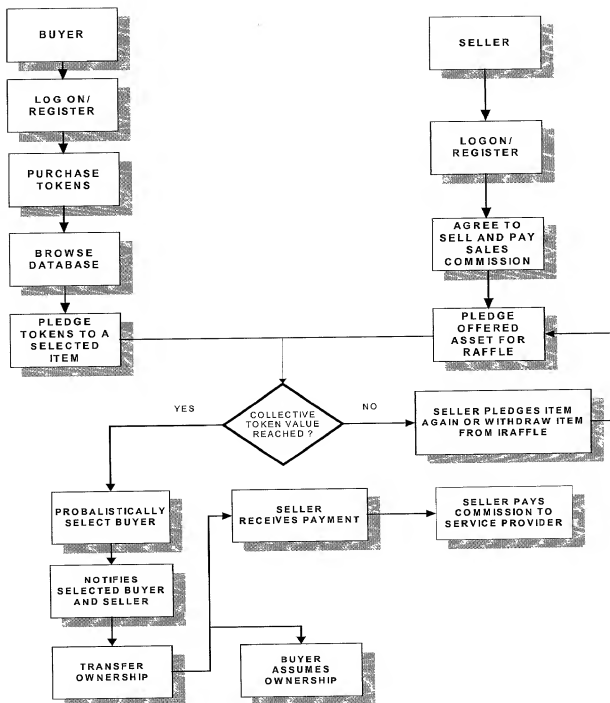 BUYER
LOG ON/
REGISTER
PURCHASE
TOKENS
BROWSE
DATABASE
PLEDGE
TOKENS TO A
SELECTED
ITEM
SELLER
LOGON/
REGISTER
AGREE TO
SELL AND PAY
SALES
COMMISSION
PLEDGE
OFFERED
ASSET FOR
RAFFLE
YES
COLLECTIVE
TOKEN VALUE
REACHED ?
NO
SELLER PLEDGES ITEM
AGAIN OR WITHDRAW ITEM
FROM IRAFFLE
PROBALISTICALLY
SELECT BUYER
SELLER
RECEIVES PAYMENT
SELLER PAYS
COMMISSION TO
SERVICE PROVIDER
NOTIFIES
SELECTED BUYER
AND SELLER
TRANSFER
OWNERSHIP
BUYER
ASSUMES
OWNERSHIP